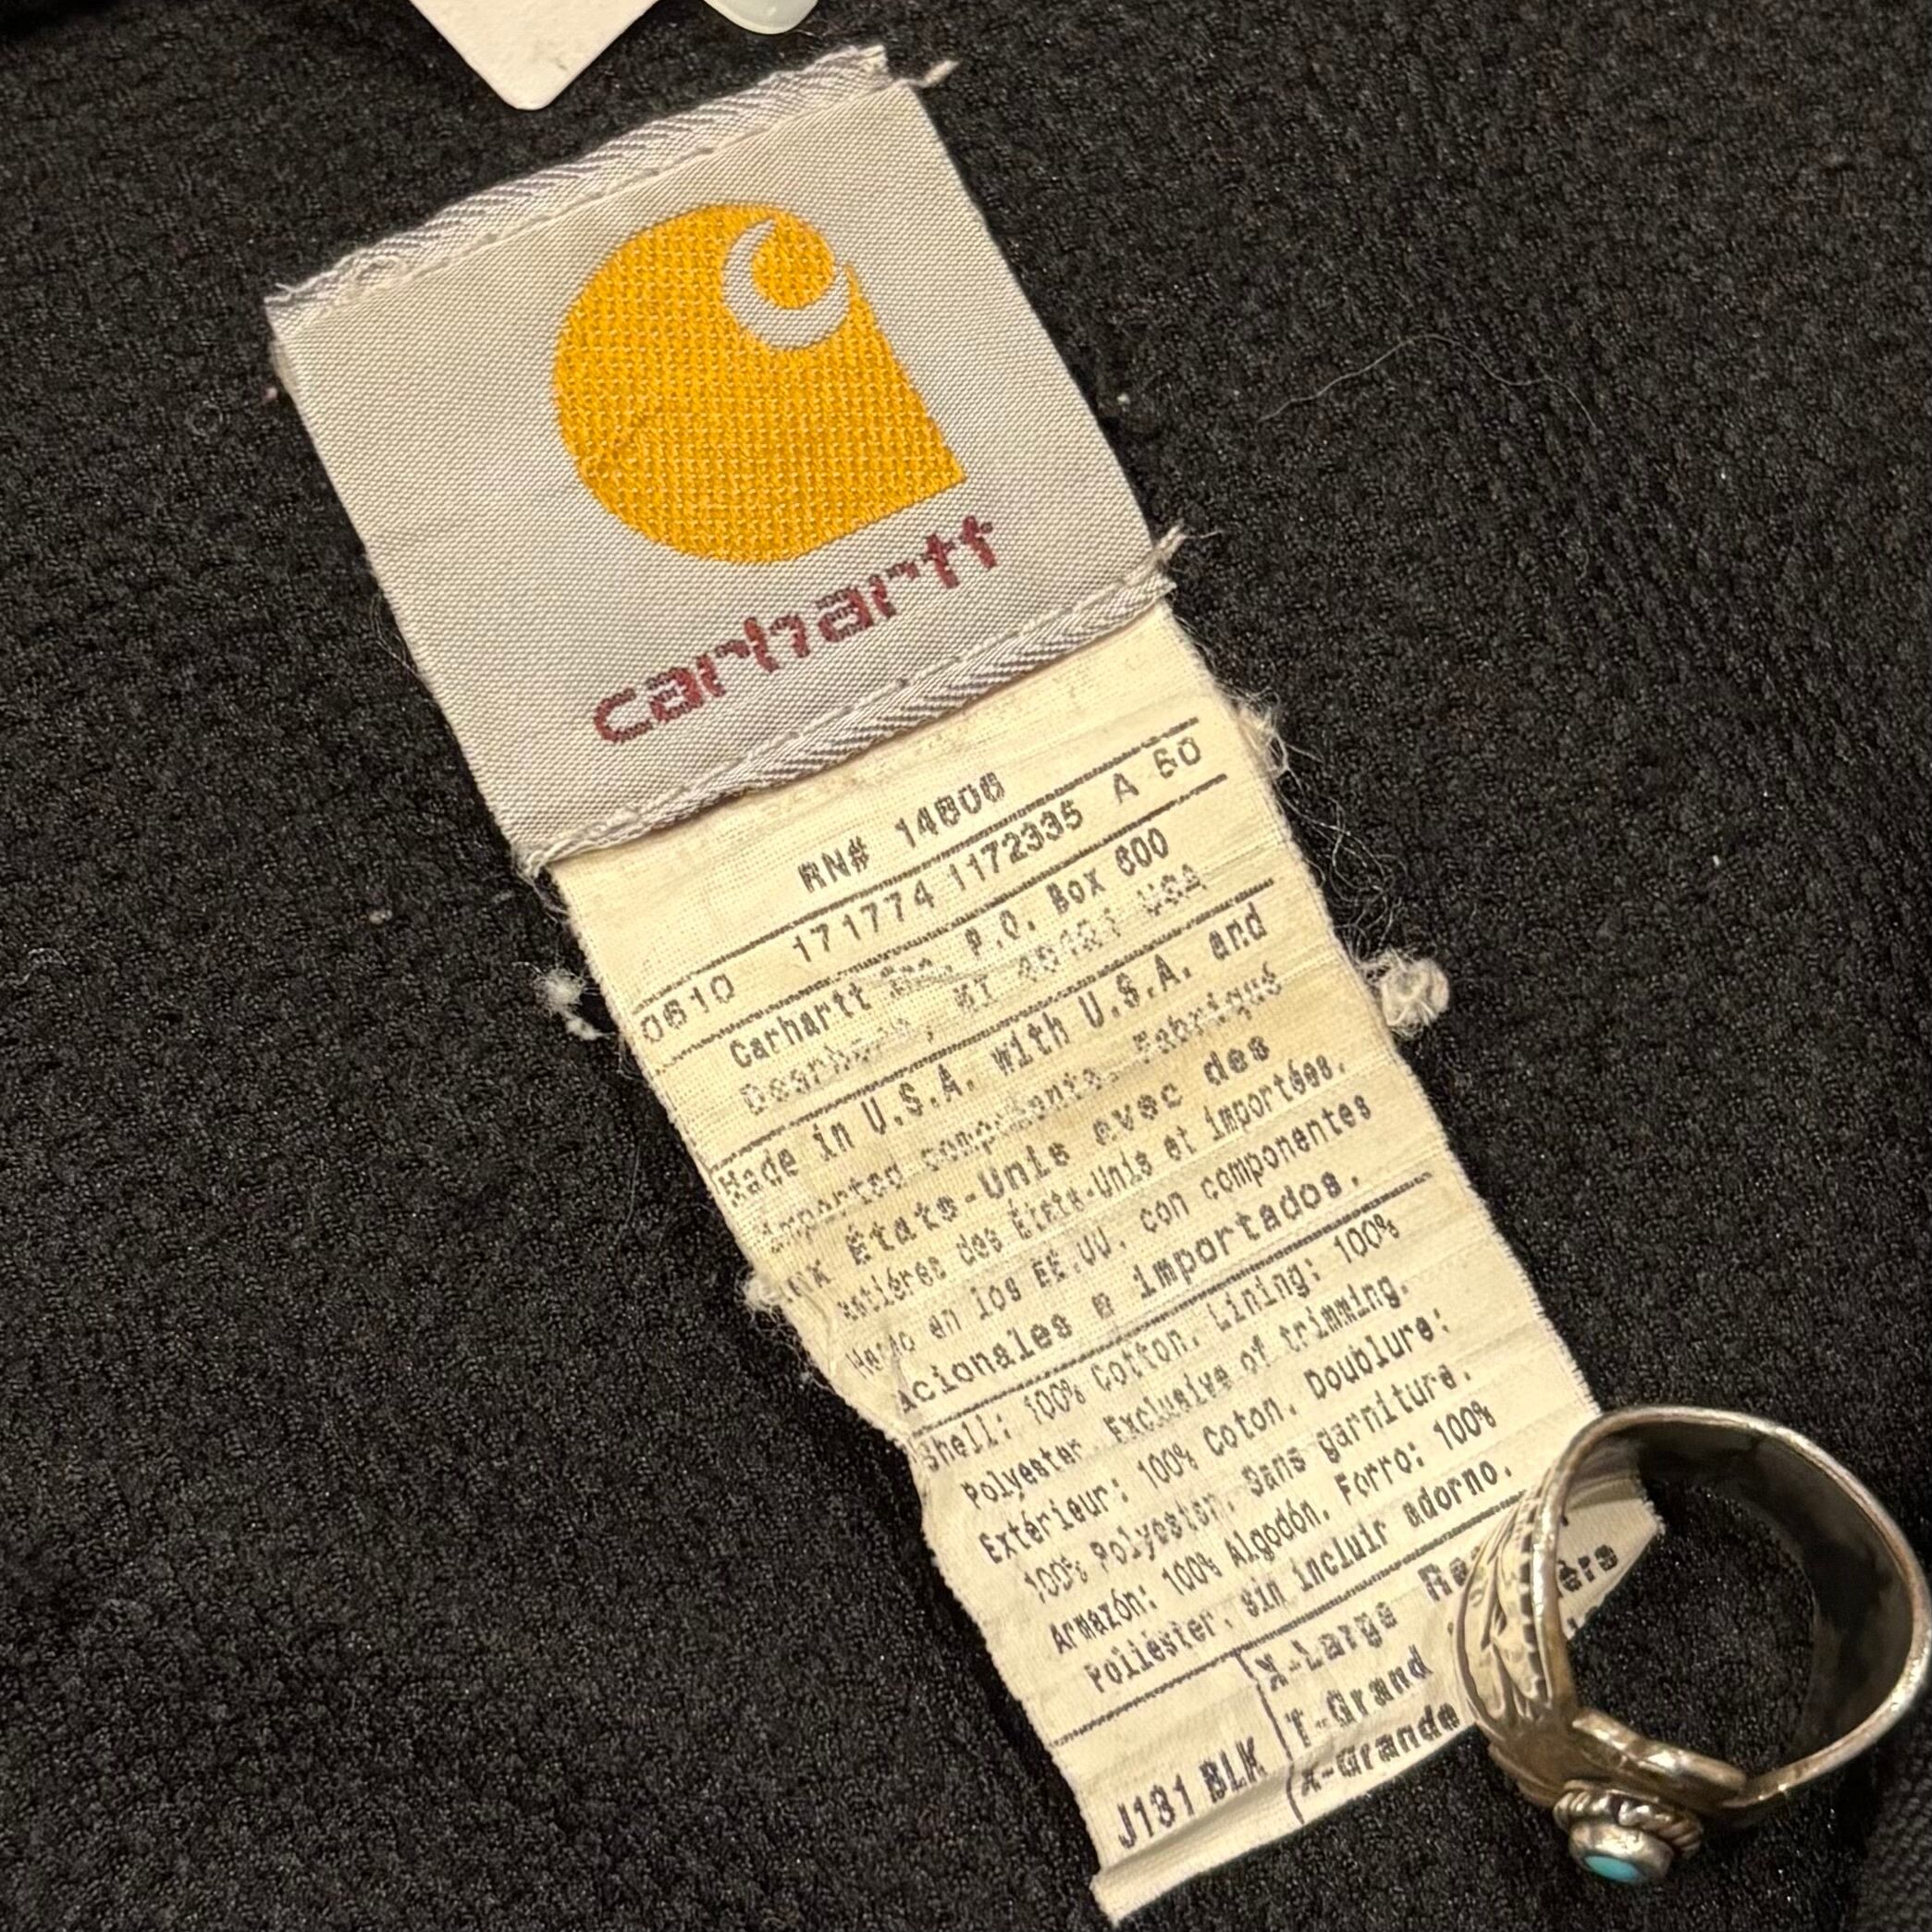 carhartt
RN# 14806
0610 171774 1172335 A 60
Carhartt Inc. P.O. Box 600
Dearborn, MI 48121 USA
Made in U.S.A. with U.S.A. and
imported components. Fabriqué
aux États-Unis avec des
matières des États-Unis et importées.
Hecho en los EE.UU. con componentes
nacionales e importados.
Shell: 100% Cotton. Lining: 100%
Polyester. Exclusive of trimming.
Extérieur: 100% Coton. Doublure:
100% Polyester. Sans garniture.
Armazón: 100% Algodón. Forro: 100%
Poliéster. sin incluir adorno.
J131 BLK
X-Large
T-Grand
X-Grande